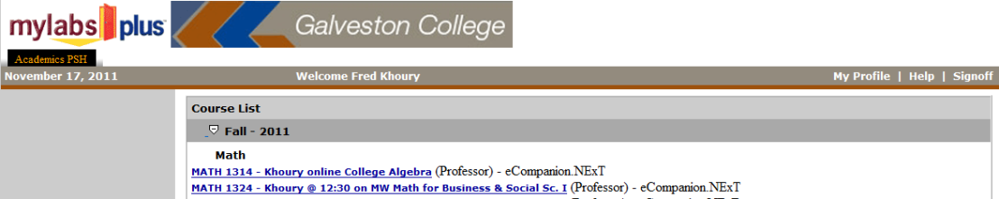 mylabs plus
Galveston College
Academics PSH
November 17, 2011 Welcome Fred Khoury My Profile | Help | Signoff
Course List
Fall - 2011
Math
MATH 1314 - Khoury online College Algebra (Professor) - eCompanion.NExT
MATH 1324 - Khoury @ 12:30 on MW Math for Business & Social Sc. I (Professor) - eCompanion.NExT